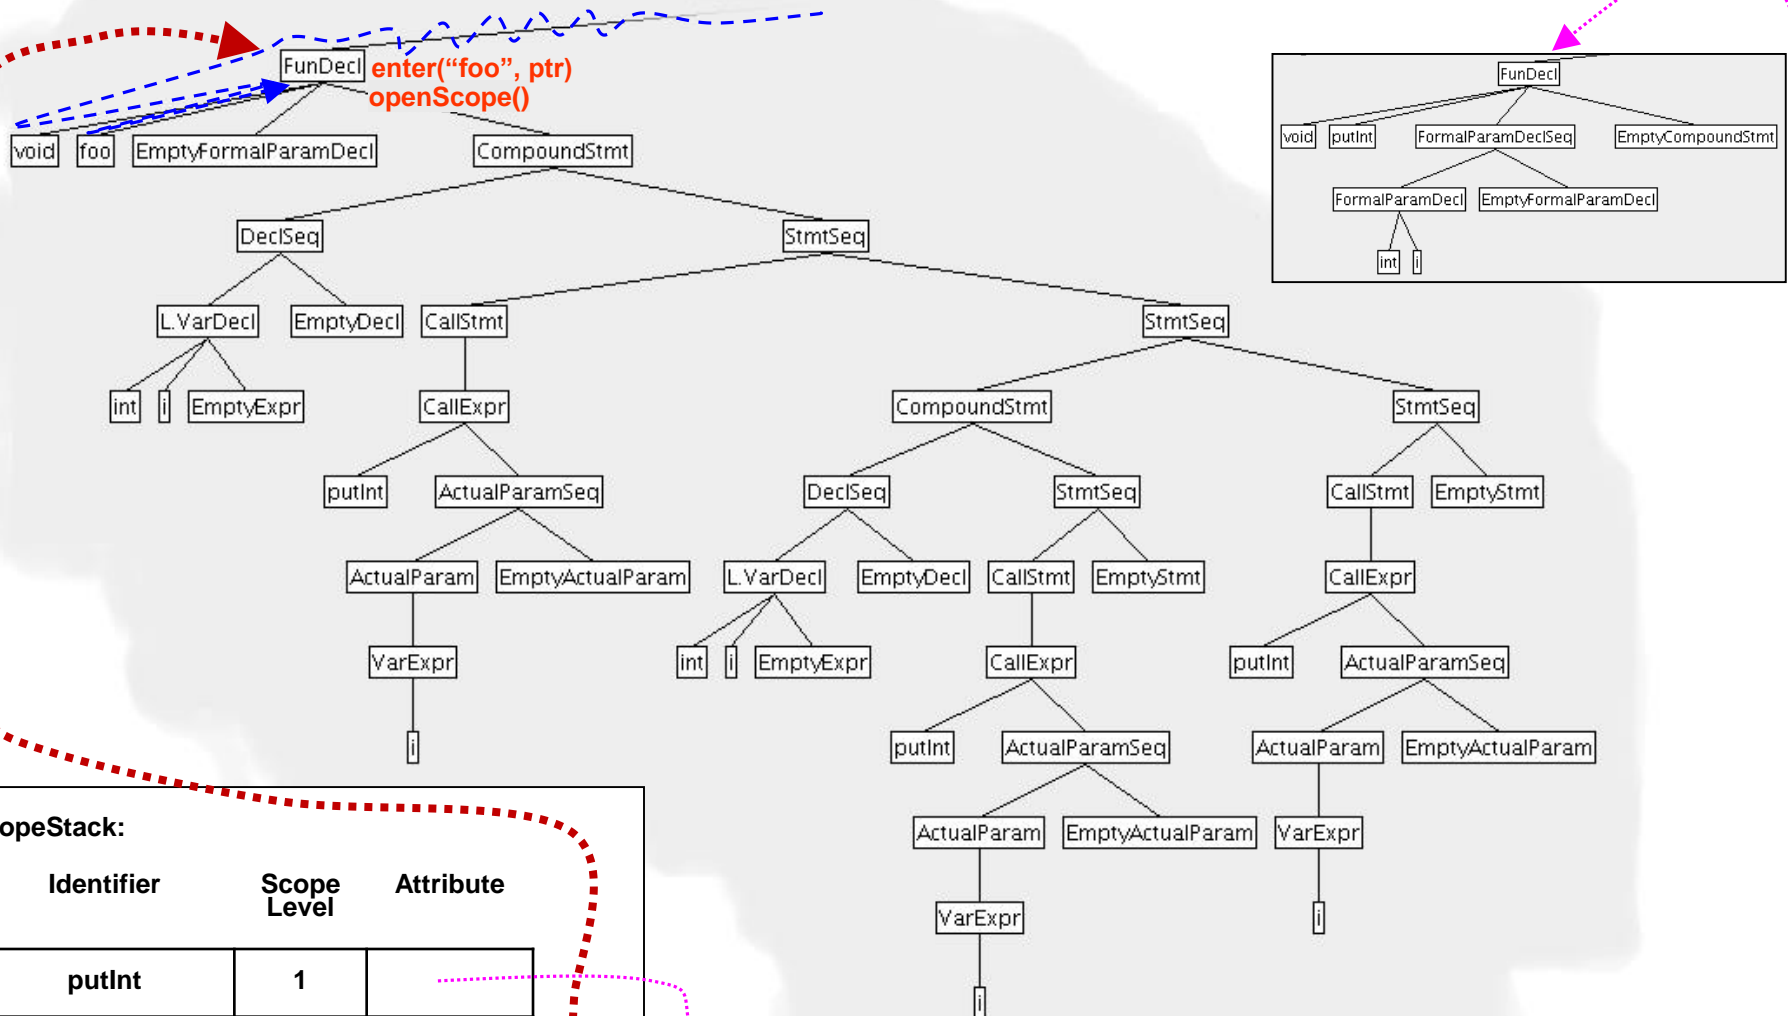 FunDecl
enter(“foo”, ptr)
openScope()
FunDecl
void foo EmptyFormalParamDecl CompoundStmt
void putInt FormalParamDeclSeq EmptyCompoundStmt
FormalParamDecl EmptyFormalParamDecl
int i
DeclSeq StmtSeq
L.VarDecl EmptyDecl CallStmt StmtSeq
int i EmptyExpr CallExpr CompoundStmt StmtSeq
putInt ActualParamSeq DeclSeq StmtSeq CallStmt EmptyStmt
ActualParam EmptyActualParam L.VarDecl EmptyDecl CallStmt EmptyStmt CallExpr
VarExpr int i EmptyExpr CallExpr putInt ActualParamSeq
i putInt ActualParamSeq ActualParam EmptyActualParam
ActualParam EmptyActualParam VarExpr
VarExpr i
i
opeStack:
Identifier Scope Level Attribute
putInt 1